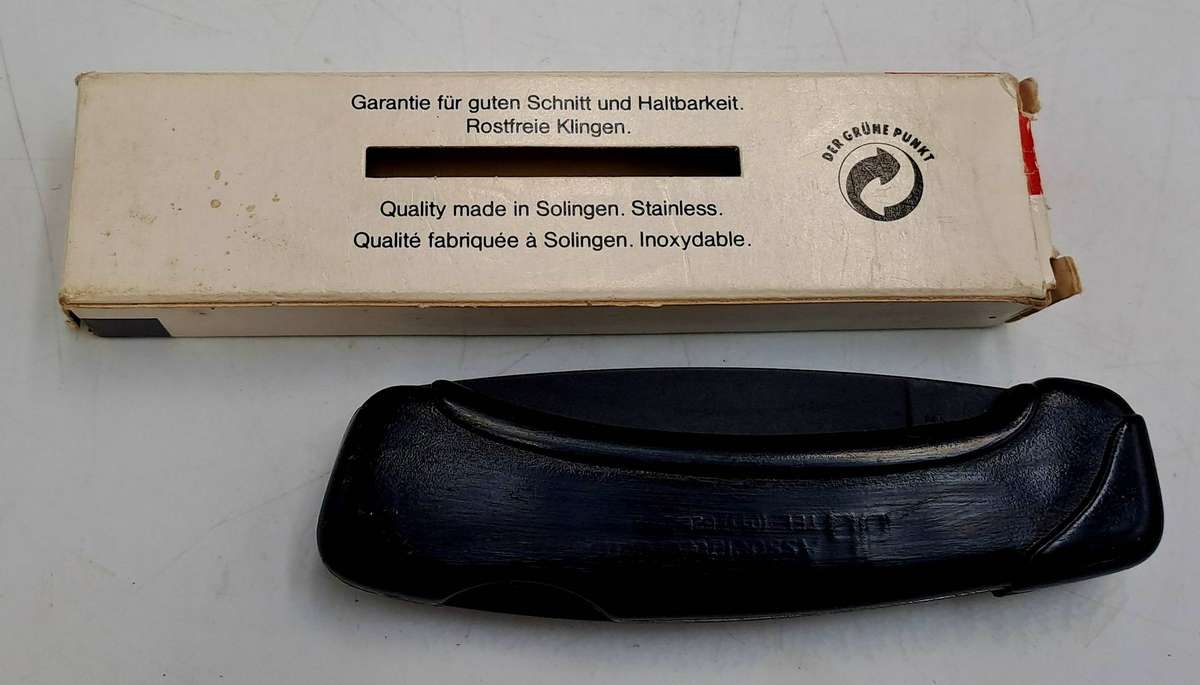 Garantie für guten Schnitt und Haltbarkeit.
Rostfreie Klingen.
DER GRÜNE PUNKT
Quality made in Solingen. Stainless.
Qualité fabriquée à Solingen. Inoxydable.